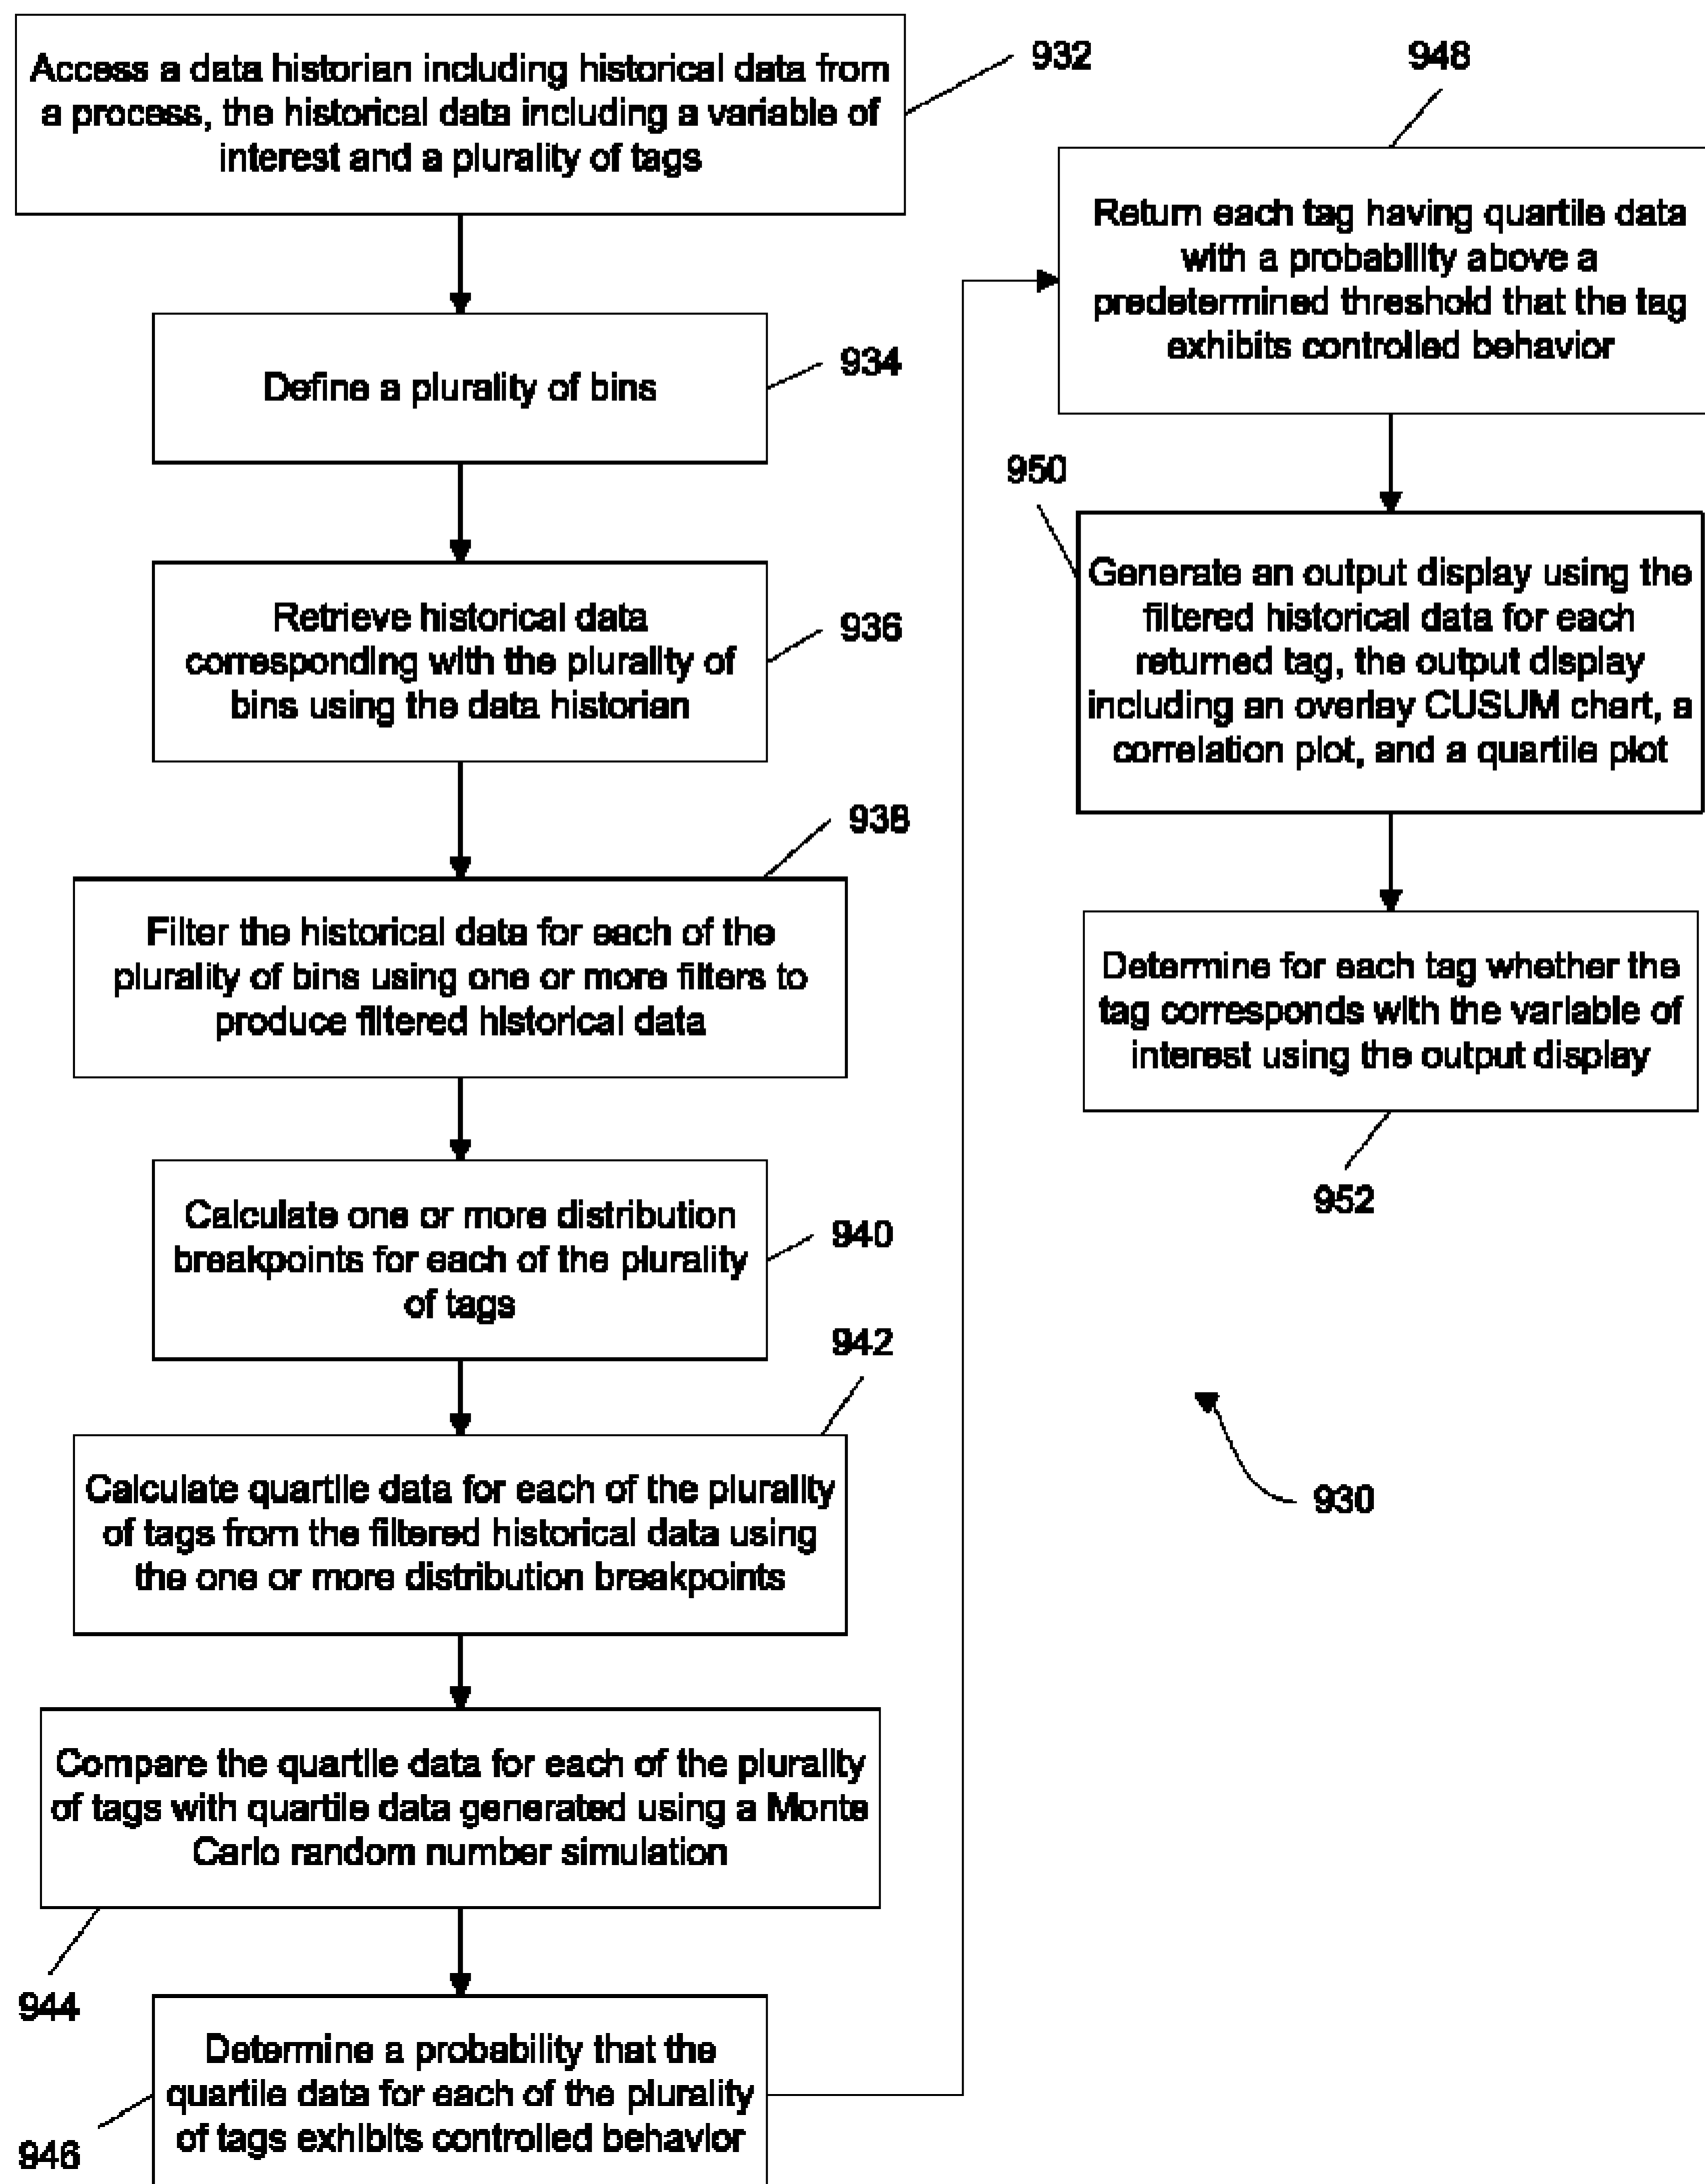 Access a data historian including historical data from
a process, the historical data including a variable of
interest and a plurality of tags
932
Define a plurality of bins
934
Retrieve historical data
corresponding with the plurality of
bins using the data historian
936
938
Filter the historical data for each of the
plurality of bins using one or more filters to
produce filtered historical data
Calculate one or more distribution
breakpoints for each of the plurality
of tags
940
942
Calculate quartile data for each of the plurality
of tags from the filtered historical data using
the one or more distribution breakpoints
Compare the quartile data for each of the plurality
of tags with quartile data generated using a Monte
Carlo random number simulation
944
Determine a probability that the
quartile data for each of the plurality
of tags exhibits controlled behavior
946
948
Return each tag having quartile data
with a probability above a
predetermined threshold that the tag
exhibits controlled behavior
950
Generate an output display using the
filtered historical data for each
returned tag, the output display
including an overlay CUSUM chart, a
correlation plot, and a quartile plot
Determine for each tag whether the
tag corresponds with the variable of
interest using the output display
952
930